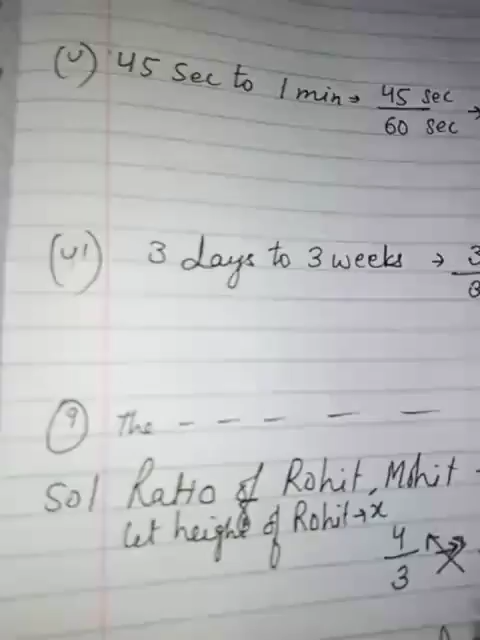 (v) 45 Sec to 1 min → 45 sec / 60 sec →
(vi) 3 days to 3 weeks → 3
9 The - - - - -
Sol Ratio of Rohit, Mohit -
let height of Rohit → x
4/3